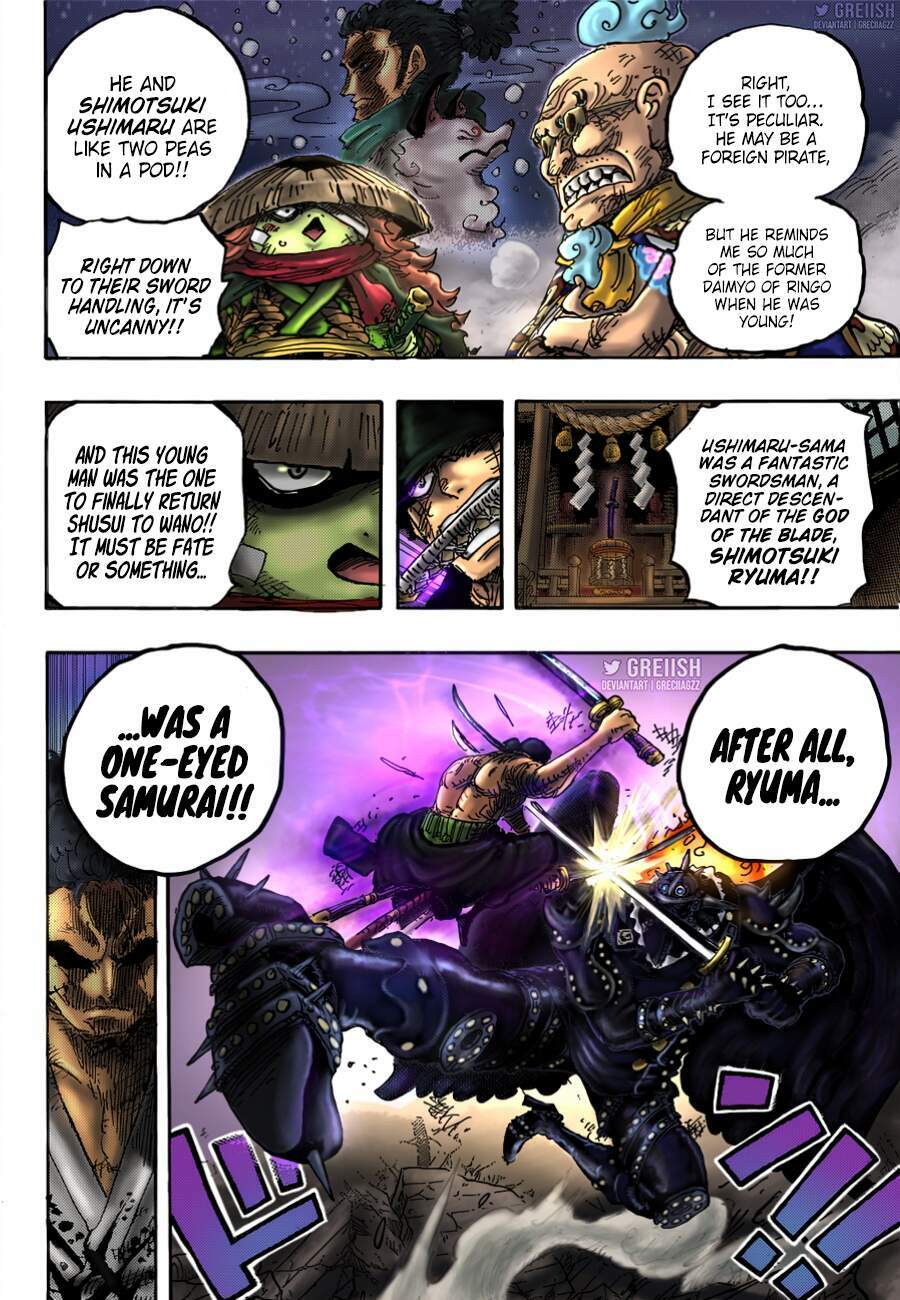 GREIISH
DEVIANTART | GRECIIAGZZ
RIGHT,
I SEE IT TOO...
IT'S PECULIAR.
HE MAY BE A
FOREIGN PIRATE,
BUT HE REMINDS
ME SO MUCH
OF THE FORMER
DAIMYO OF RINGO
WHEN HE WAS
YOUNG!
HE AND
SHIMOTSUKI
USHIMARU ARE
LIKE TWO PEAS
IN A POD!!
RIGHT DOWN
TO THEIR SWORD
HANDLING, IT'S
UNCANNY!!
USHIMARU-SAMA
WAS A FANTASTIC
SWORDSMAN, A
DIRECT DESCEN-
DANT OF THE GOD
OF THE BLADE,
SHIMOTSUKI
RYUMA!!
AND THIS YOUNG
MAN WAS THE ONE
TO FINALLY RETURN
SHUSUI TO WANO!!
IT MUST BE FATE
OR SOMETHING...
GREIISH
DEVIANTART | GRECIIAGZZ
AFTER ALL,
RYUMA...
...WAS A
ONE-EYED
SAMURAI!!
ドン!!